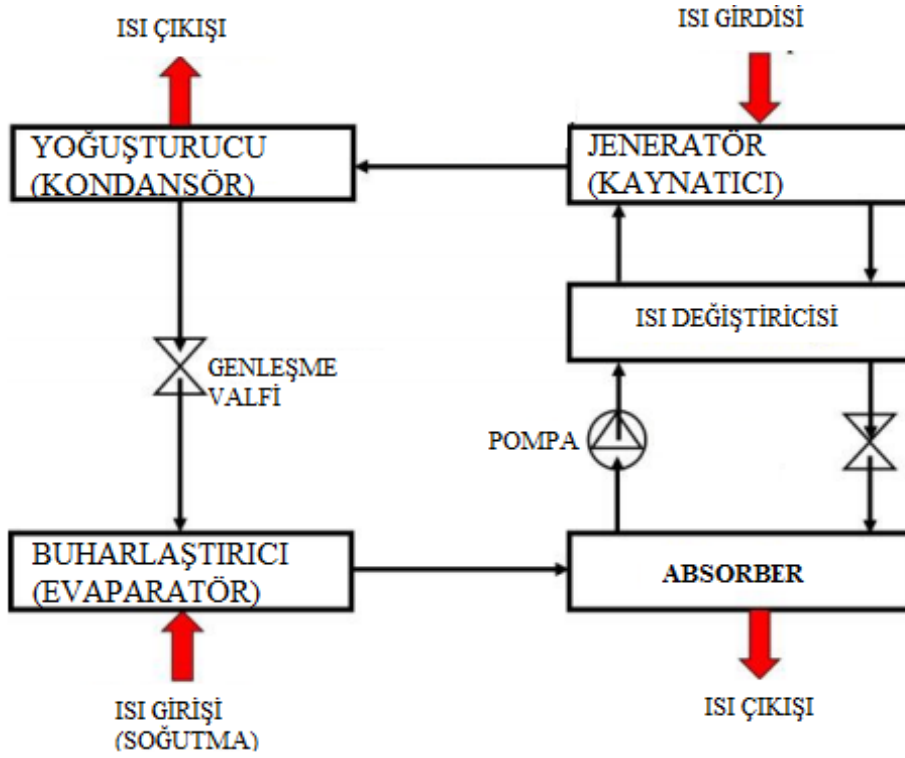 ISI ÇIKIŞI
ISI GİRDİSİ
YOĞUŞTURUCU
(KONDANSÖR)
JENERATÖR
(KAYNATICI)
ISI DEĞİŞTİRİCİSİ
GENLEŞME
VALFİ
POMPA
BUHARLAŞTIRICI
(EVAPARATÖR)
ABSORBER
ISI GİRİŞİ
(SOĞUTMA)
ISI ÇIKIŞI